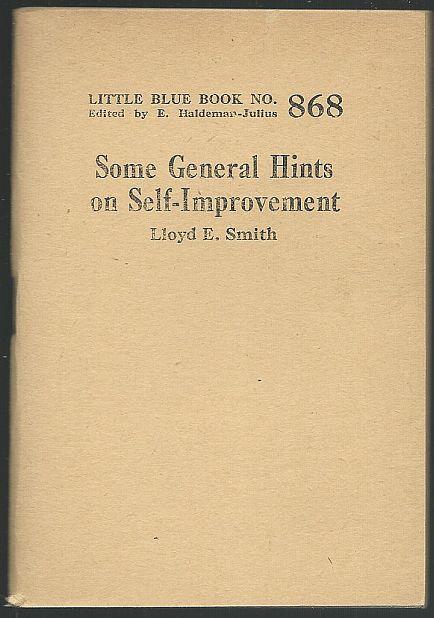 LITTLE BLUE BOOK NO. 868
Edited by E. Haldeman-Julius
Some General Hints
on Self-Improvement
Lloyd E. Smith